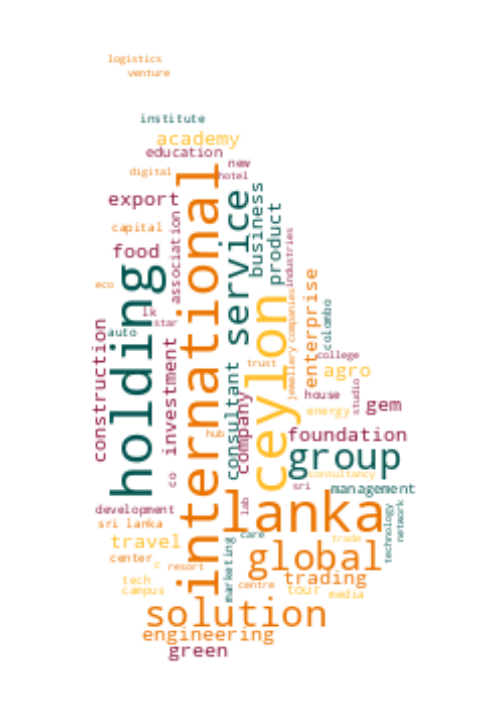 logistics
venture
institute
academy
education
new
digital
hotel
export
international
service
business
product
association
capital
industries
food
holding
enterprise
eco
ceylon
companies
jewellery
colombo
lk
star
auto
construction
investment
college
trust
consultant
company
agro
studio
house
energy
gem
hub
foundation
group
co
consultancy
sri
management
lanka
lab
development
sri lanka
technology
network
travel
care
trade
marketing
global
center
c
resort
trading
tech
campus
centre
tour
media
solution
engineering
green